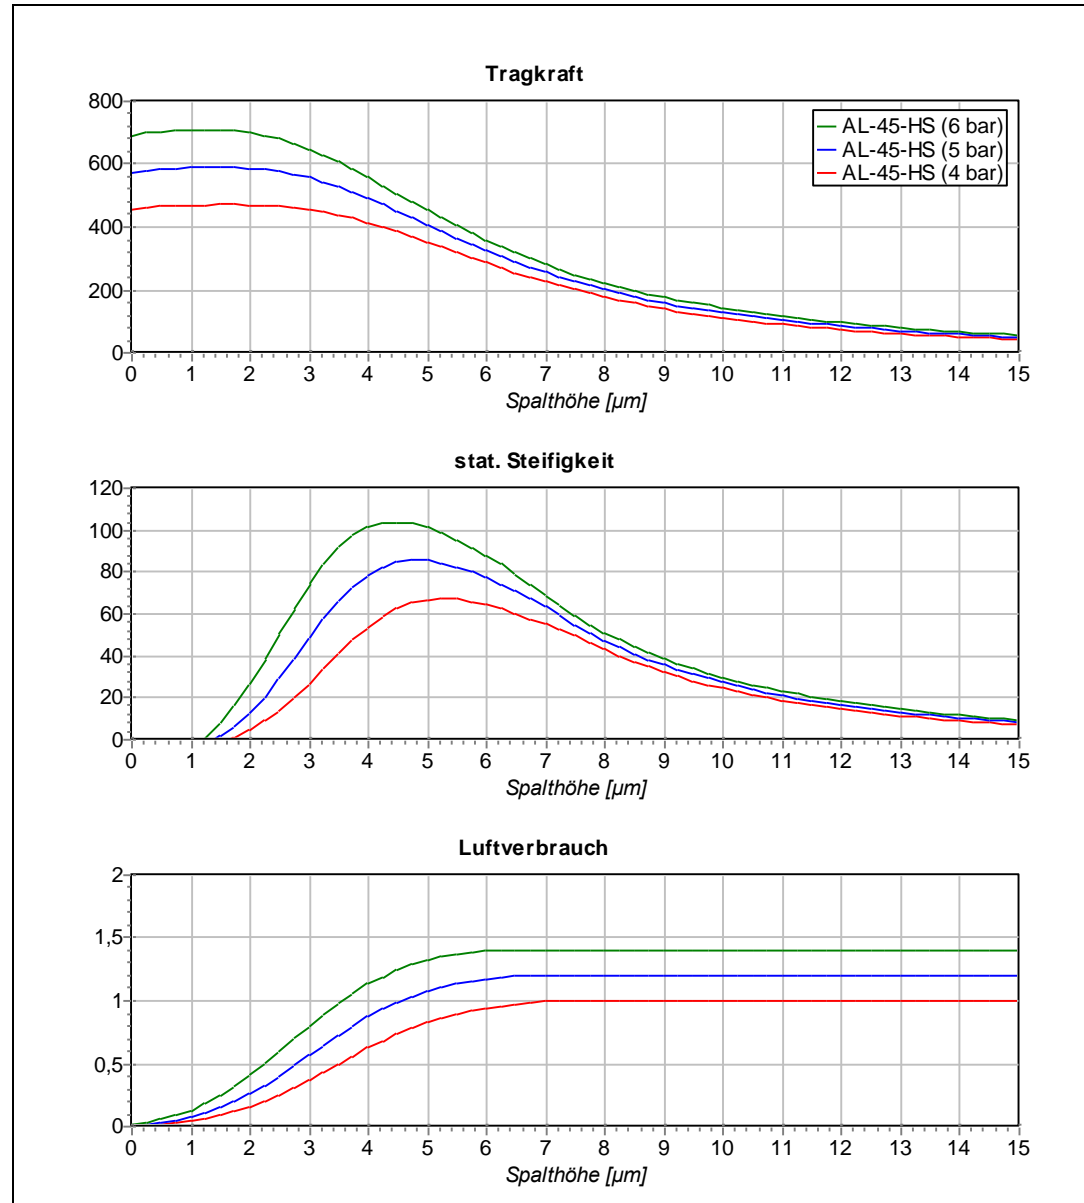 Tragkraft
800
600
400
200
0
AL-45-HS (6 bar)
AL-45-HS (5 bar)
AL-45-HS (4 bar)
0 1 2 3 4 5 6 7 8 9 10 11 12 13 14 15
Spalthöhe [µm]
stat. Steifigkeit
120
100
80
60
40
20
0
0 1 2 3 4 5 6 7 8 9 10 11 12 13 14 15
Spalthöhe [µm]
Luftverbrauch
2
1,5
1
0,5
0
0 1 2 3 4 5 6 7 8 9 10 11 12 13 14 15
Spalthöhe [µm]